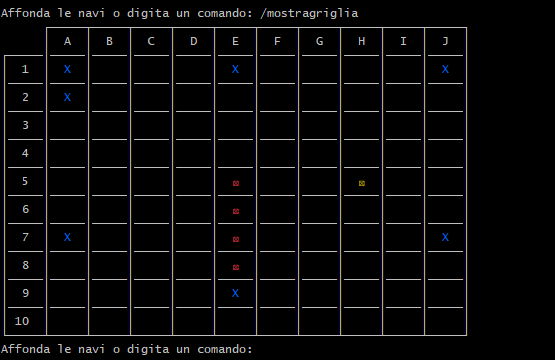 Affonda le navi o digita un comando: /mostragriglia
A B C D E F G H I J
1 X X X
2 X
3
4
5 ⊠ ⊠
6 ⊠
7 X ⊠ X
8 ⊠
9 X
10
Affonda le navi o digita un comando: